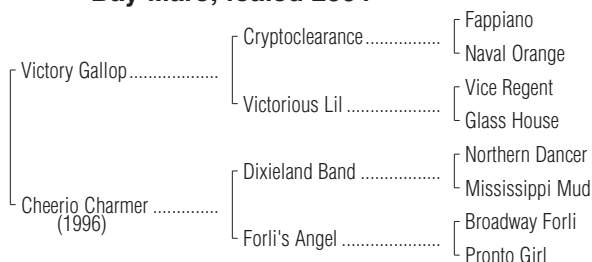 Bay Mare; foaled
Fappiano
Cryptoclearance
Naval Orange
Victory Gallop
Vice Regent
Victorious Lil
Glass House
Northern Dancer
Dixieland Band
Mississippi Mud
Cheerio Charmer
(1996)
Broadway Forli
Forli's Angel
Pronto Girl